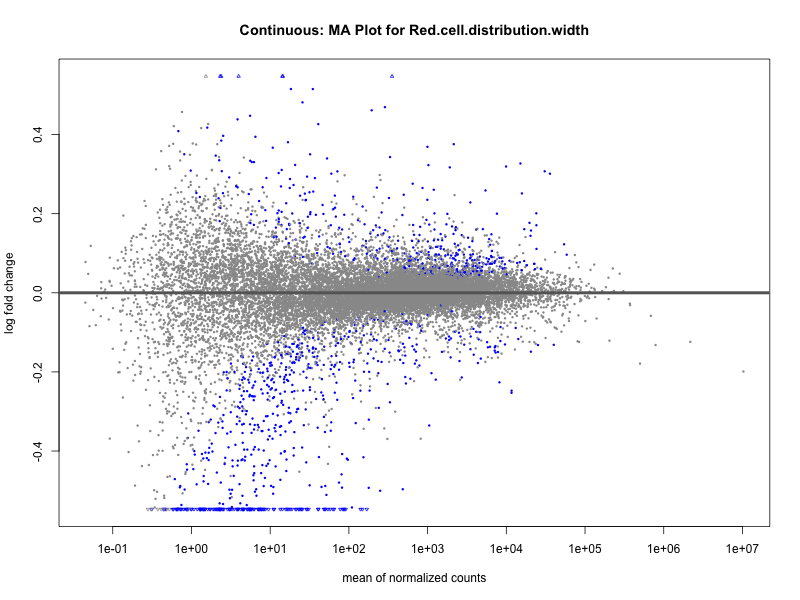 Continuous: MA Plot for Red.cell.distribution.width
log fold change
0.4
0.2
0.0
-0.2
-0.4
1e-01 1e+00 1e+01 1e+02 1e+03 1e+04 1e+05 1e+06 1e+07
mean of normalized counts